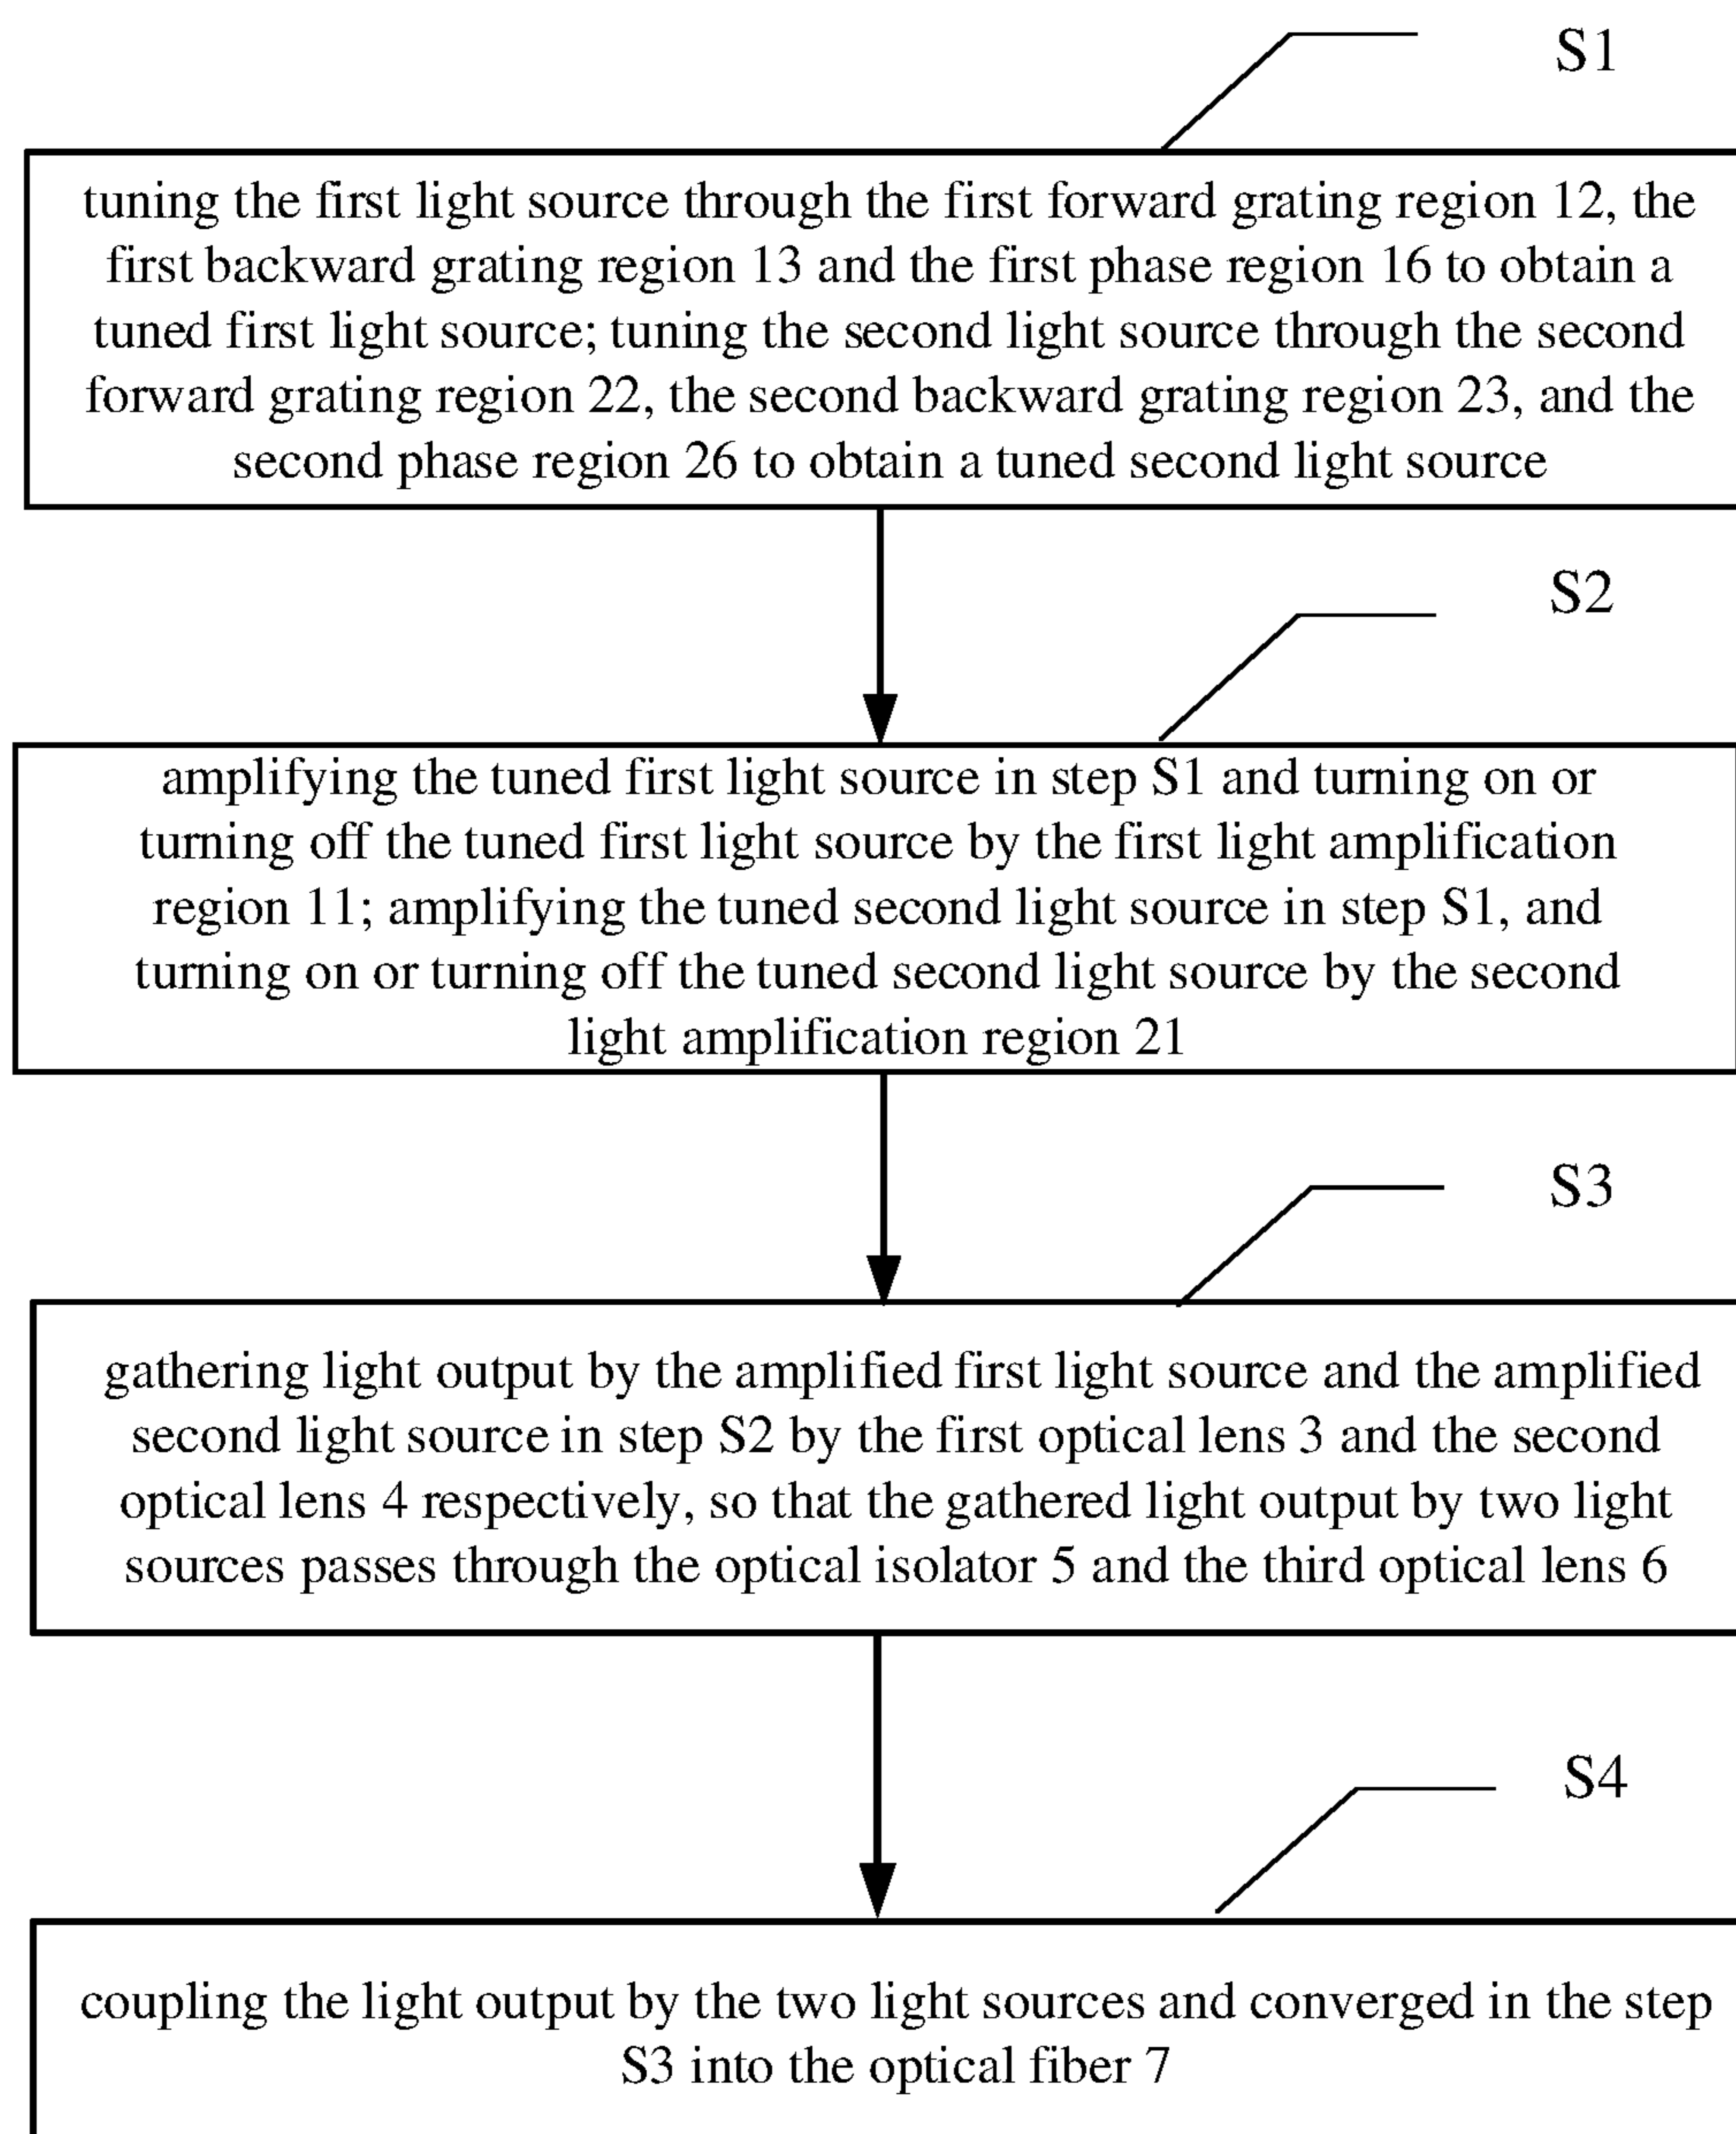 S1
tuning the first light source through the first forward grating region 12, the
first backward grating region 13 and the first phase region 16 to obtain a
tuned first light source; tuning the second light source through the second
forward grating region 22, the second backward grating region 23, and the
second phase region 26 to obtain a tuned second light source
S2
amplifying the tuned first light source in step S1 and turning on or
turning off the tuned first light source by the first light amplification
region 11; amplifying the tuned second light source in step S1, and
turning on or turning off the tuned second light source by the second
light amplification region 21
S3
gathering light output by the amplified first light source and the amplified
second light source in step S2 by the first optical lens 3 and the second
optical lens 4 respectively, so that the gathered light output by two light
sources passes through the optical isolator 5 and the third optical lens 6
S4
coupling the light output by the two light sources and converged in the step
S3 into the optical fiber 7